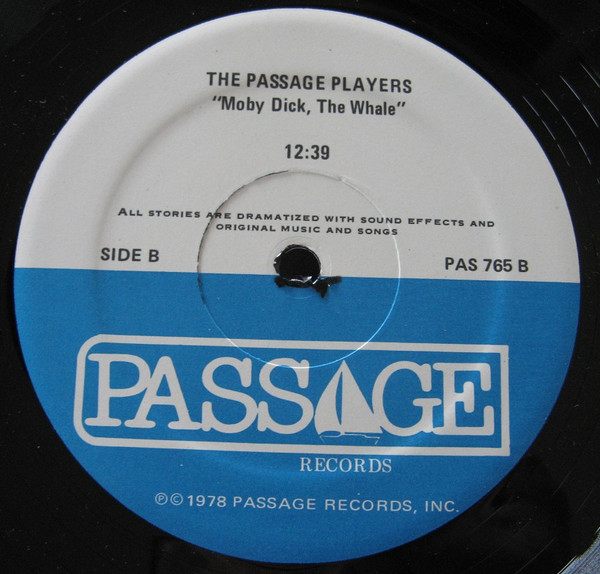 THE PASSAGE PLAYERS
"Moby Dick, The Whale"
12:39
ALL STORIES ARE DRAMATIZED WITH SOUND EFFECTS AND
ORIGINAL MUSIC AND SONGS
SIDE B
PAS 765 B
PASSAGE
RECORDS
ⓅⒸ1978 PASSAGE RECORDS, INC.